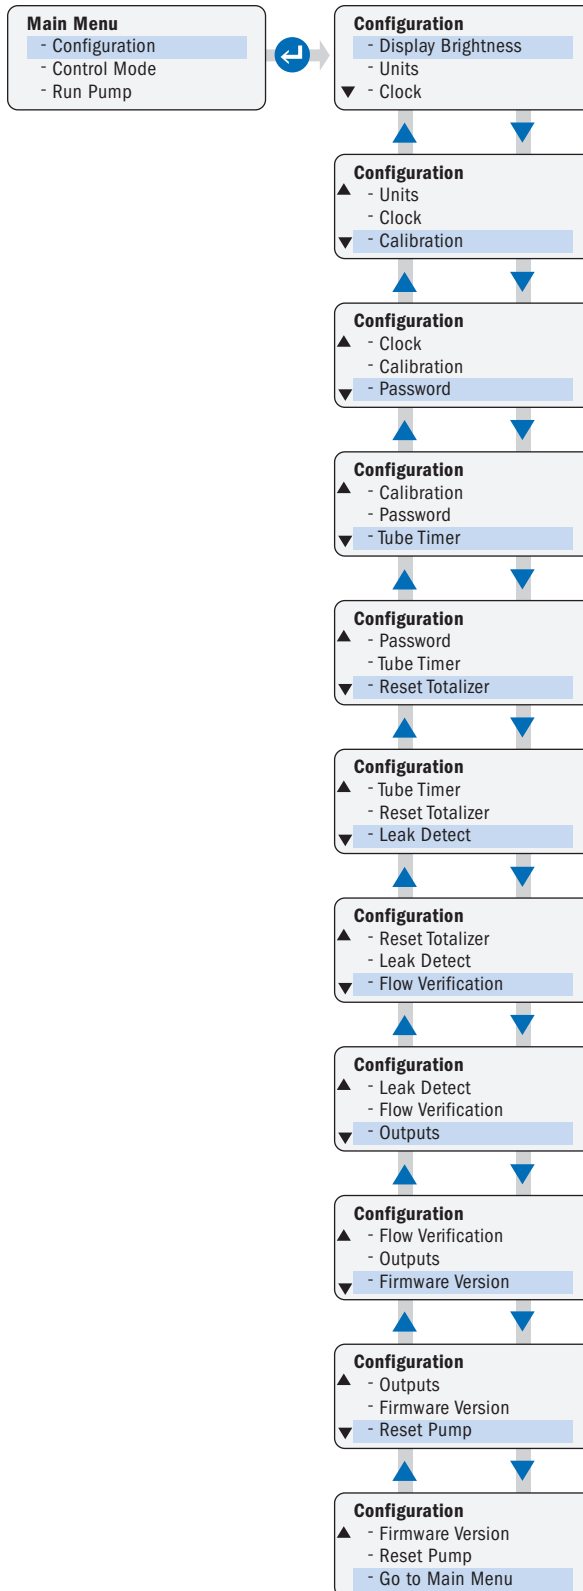 Main Menu
- Configuration
- Control Mode
- Run Pump
Configuration
- Display Brightness
- Units
- Clock
Configuration
- Units
- Clock
- Calibration
Configuration
- Clock
- Calibration
- Password
Configuration
- Calibration
- Password
- Tube Timer
Configuration
- Password
- Tube Timer
- Reset Totalizer
Configuration
- Tube Timer
- Reset Totalizer
- Leak Detect
Configuration
- Reset Totalizer
- Leak Detect
- Flow Verification
Configuration
- Leak Detect
- Flow Verification
- Outputs
Configuration
- Flow Verification
- Outputs
- Firmware Version
Configuration
- Outputs
- Firmware Version
- Reset Pump
Configuration
- Firmware Version
- Reset Pump
- Go to Main Menu